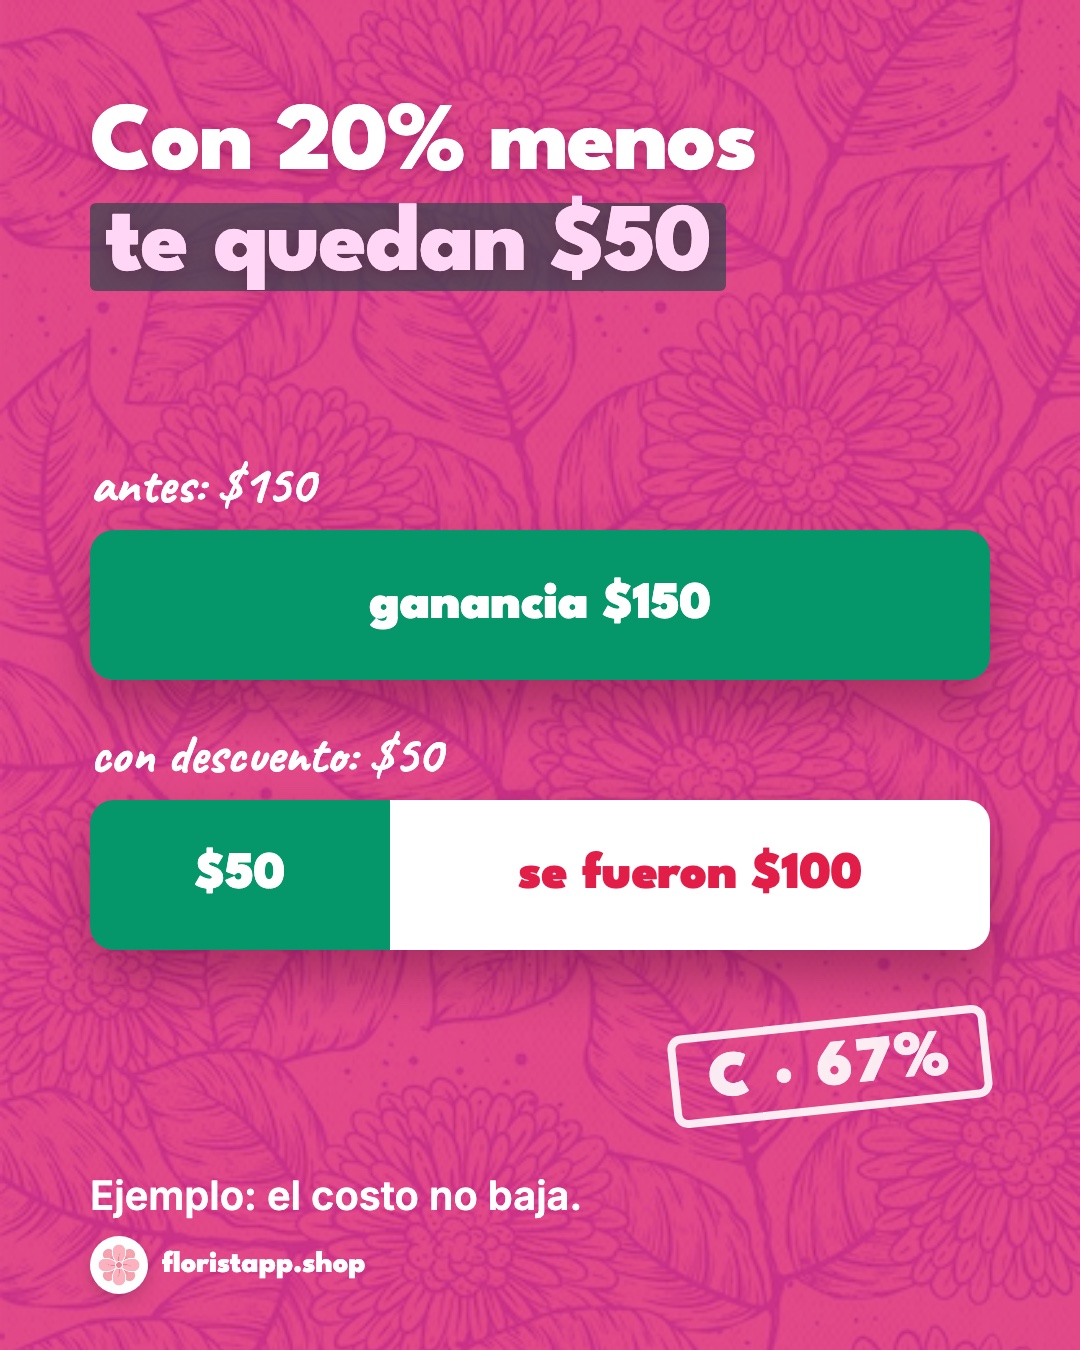 Con 20% menos
te quedan $50
antes: $150
ganancia $150
con descuento: $50
$50
se fueron $100
C · 67%
Ejemplo: el costo no baja.
floristapp.shop